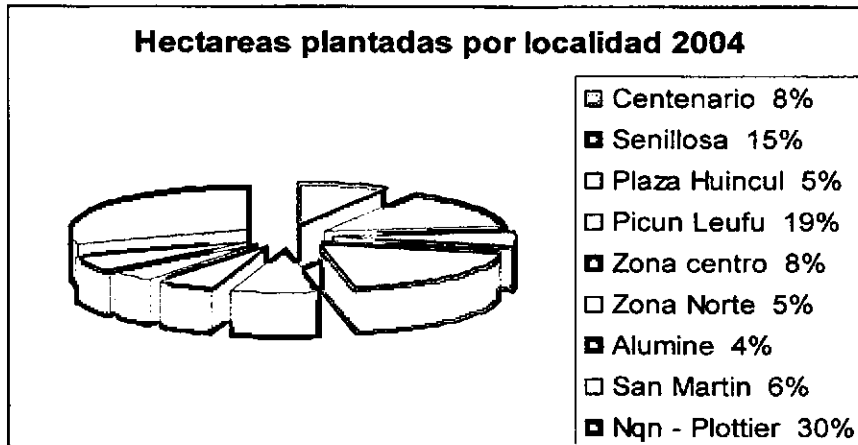 Hectareas plantadas por localidad 2004
Centenario 8%
Senillosa 15%
Plaza Huincul 5%
Picun Leufu 19%
Zona centro 8%
Zona Norte 5%
Alumine 4%
San Martin 6%
Nqn - Plottier 30%